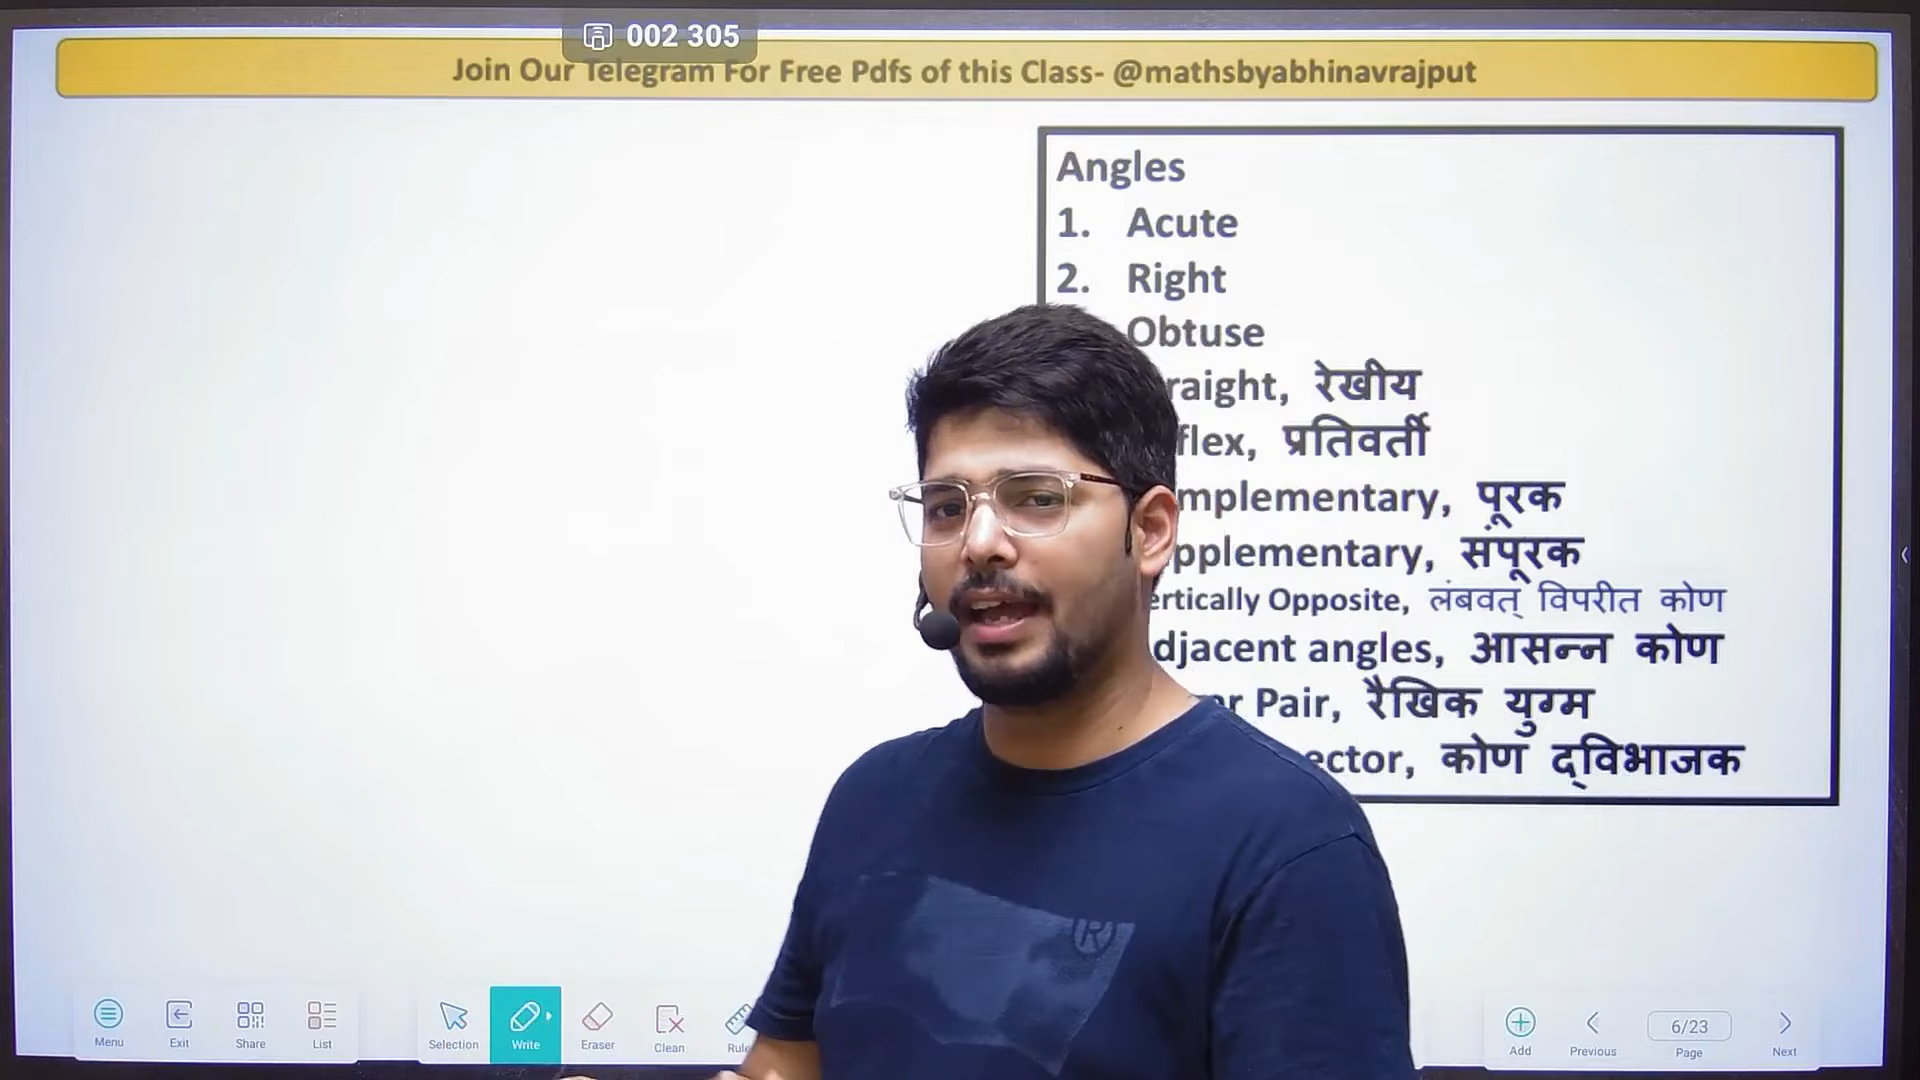 002 305
Join Our Telegram For Free Pdfs of this Class- @mathsbyabhinavrajput
Angles
1. Acute
2. Right
Obtuse
raight, रेखीय
flex, प्रतिवर्ती
mplementary, पूरक
pplementary, संपूरक
ertically Opposite, लंबवत् विपरीत कोण
djacent angles, आसन्न कोण
Pair, रैखिक युग्म
ector, कोण द्विभाजक
®
Menu Exit Share List Selection Write Eraser Clean Rule Add Previous 6/23 Page Next